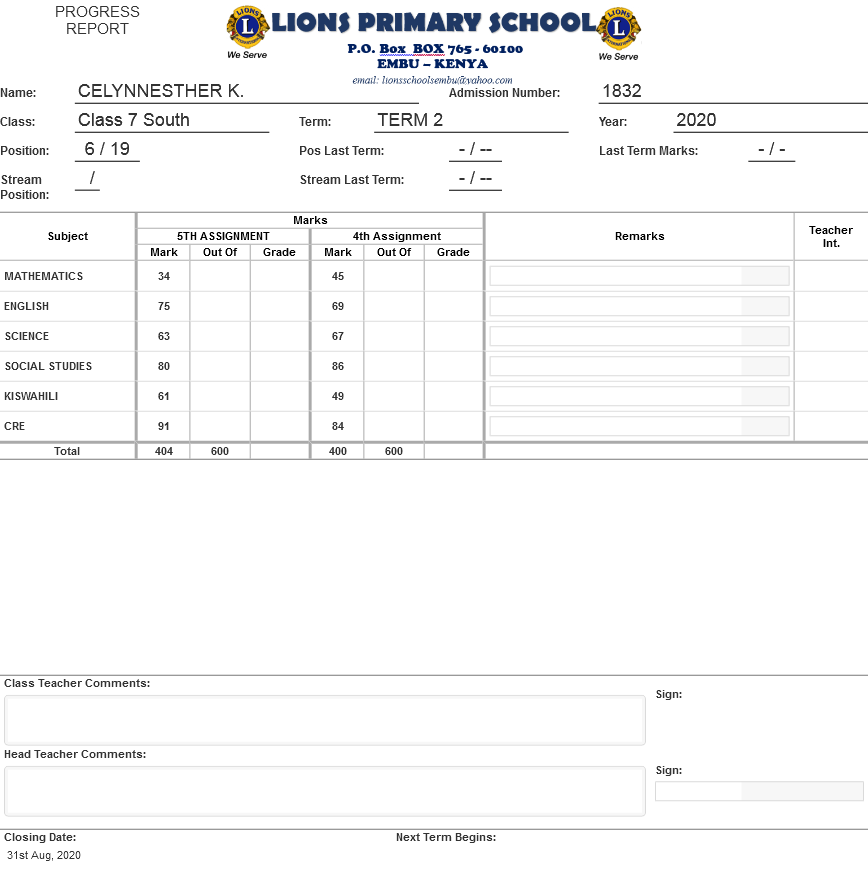 PROGRESS
REPORT
LIONS
L
INTERNATIONAL
We Serve
LIONS PRIMARY SCHOOL
P.O. Box BOX 765 - 60100
EMBU – KENYA
email: lionsschoolsembu@yahoo.com
LIONS
L
INTERNATIONAL
We Serve
Name: CELYNNESTHER K. Admission Number: 1832
Class: Class 7 South Term: TERM 2 Year: 2020
Position: 6 / 19 Pos Last Term: - / -- Last Term Marks: - / -
Stream Position: / Stream Last Term: - / --
Subject Marks Remarks Teacher Int.
5TH ASSIGNMENT 4th Assignment
Mark Out Of Grade Mark Out Of Grade
MATHEMATICS 34 45
ENGLISH 75 69
SCIENCE 63 67
SOCIAL STUDIES 80 86
KISWAHILI 61 49
CRE 91 84
Total 404 600 400 600
Class Teacher Comments:
Sign:
Head Teacher Comments:
Sign:
Closing Date: Next Term Begins:
31st Aug, 2020